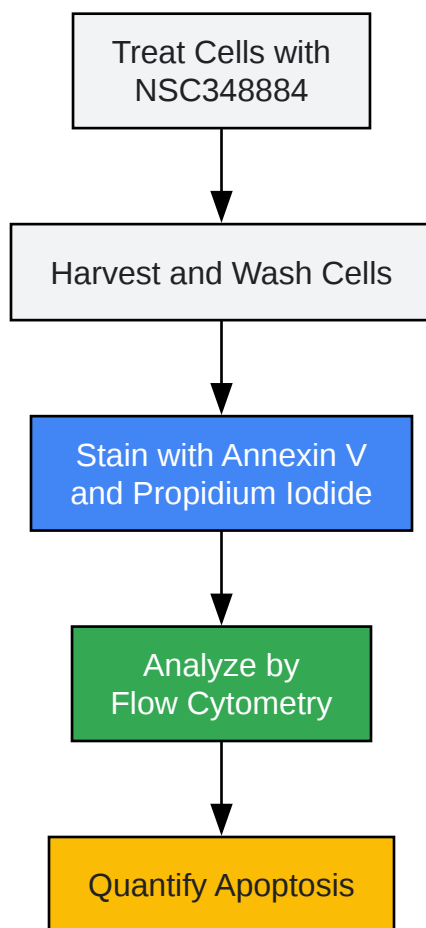 Treat Cells with
NSC348884
Harvest and Wash Cells
Stain with Annexin V
and Propidium Iodide
Analyze by
Flow Cytometry
Quantify Apoptosis